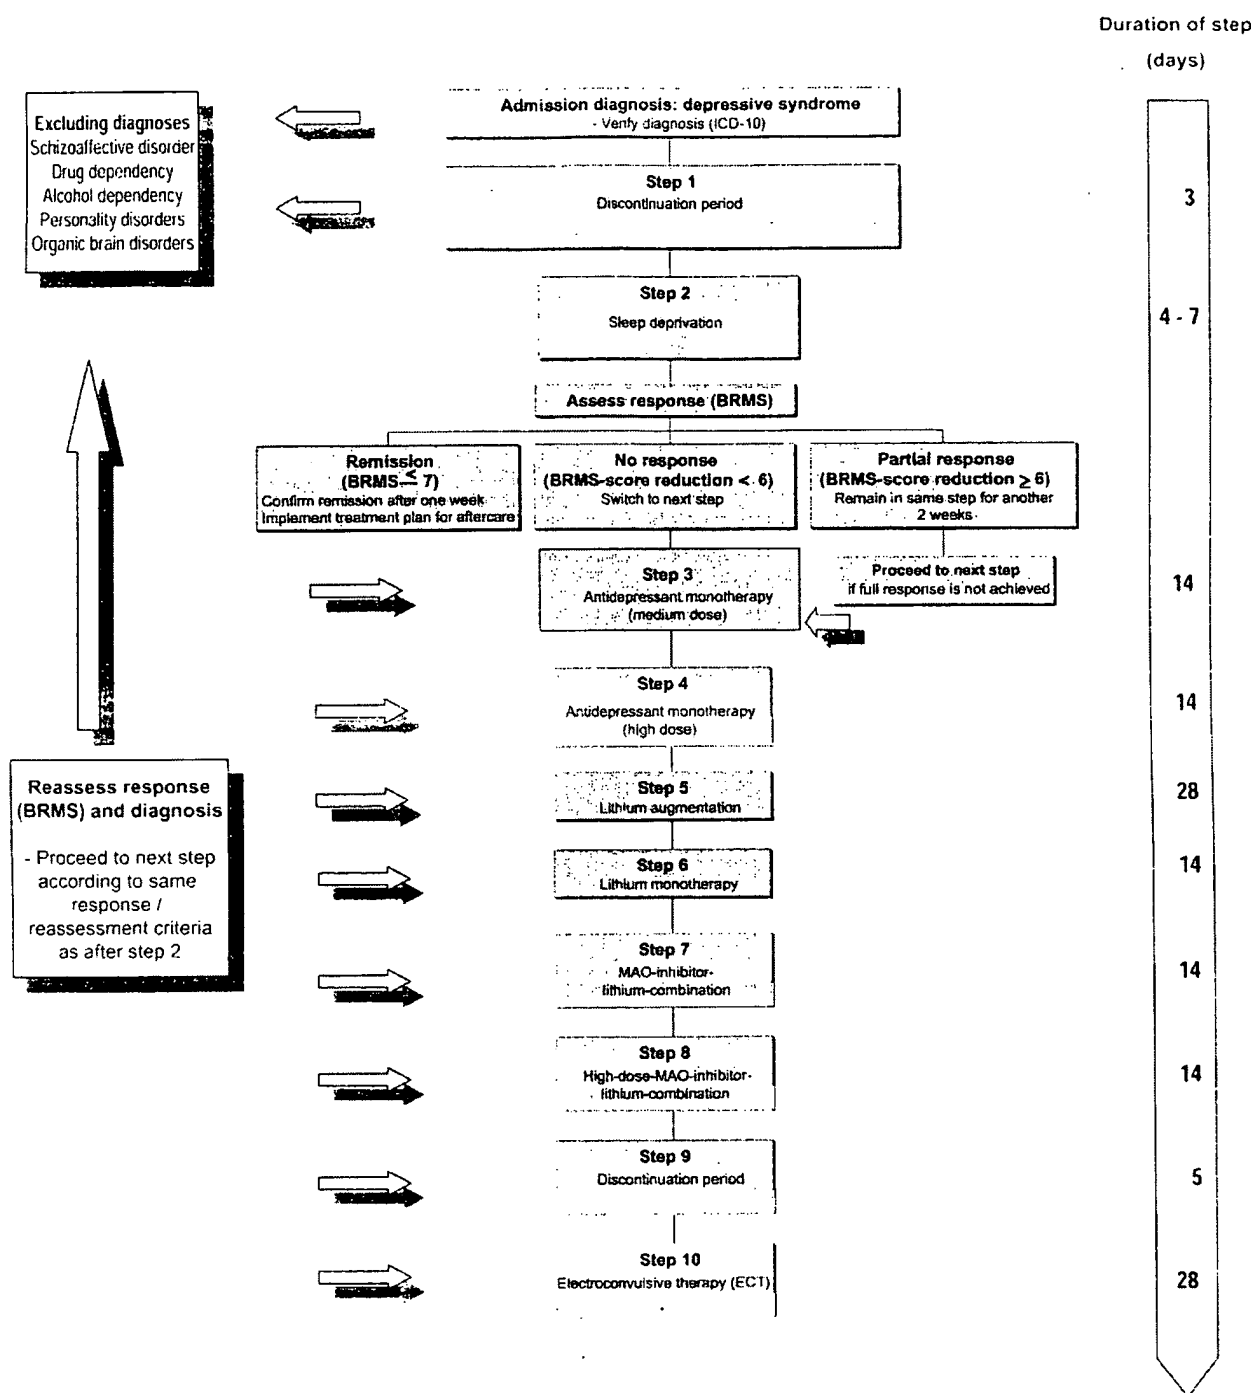 Duration of step
(days)
Excluding diagnoses
Schizoaffective disorder
Drug dependency
Alcohol dependency
Personality disorders
Organic brain disorders
Admission diagnosis: depressive syndrome
- Verify diagnosis (ICD-10)
Step 1
Discontinuation period
3
Step 2
Sleep deprivation
4 - 7
Assess response (BRMS)
Remission
(BRMS ≤ 7)
Confirm remission after one week
Implement treatment plan for aftercare
No response
(BRMS-score reduction < 6)
Switch to next step
Partial response
(BRMS-score reduction ≥ 6)
Remain in same step for another
2 weeks
Proceed to next step
if full response is not achieved
Step 3
Antidepressant monotherapy
(medium dose)
14
Step 4
Antidepressant monotherapy
(high dose)
14
Reassess response
(BRMS) and diagnosis
- Proceed to next step
according to same
response /
reassessment criteria
as after step 2
Step 5
Lithium augmentation
28
Step 6
Lithium monotherapy
14
Step 7
MAO-inhibitor-
lithium-combination
14
Step 8
High-dose-MAO-inhibitor-
lithium-combination
14
Step 9
Discontinuation period
5
Step 10
Electroconvulsive therapy (ECT)
28